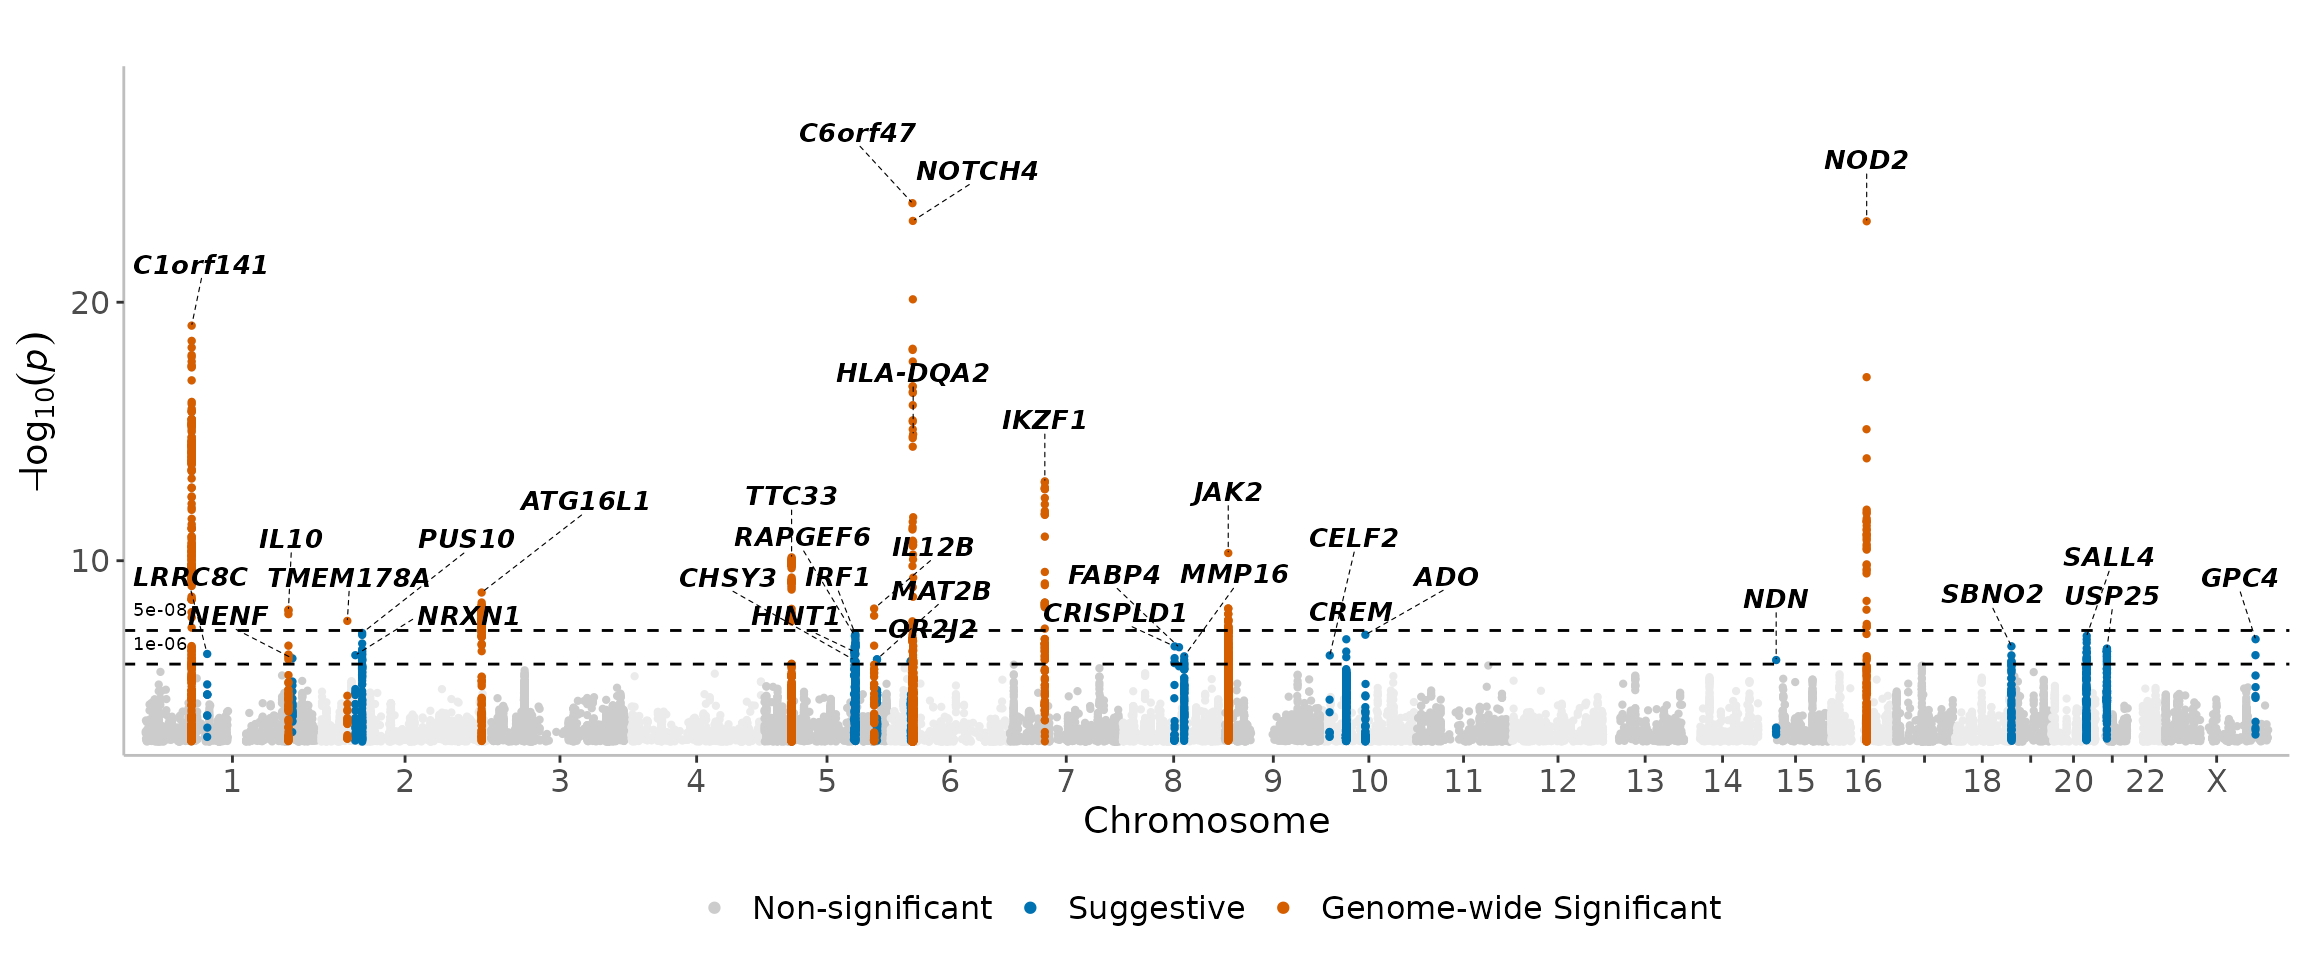 C6orf47
NOTCH4
NOD2
C1orf141
20
HLA-DQA2
IKZF1
JAK2
TTC33
ATG16L1
IL10
PUS10
RAPGEF6
IL12B
CELF2
SALL4
10
LRRC8C
TMEM178A
CHSY3
IRF1
MAT2B
FABP4
MMP16
ADO
SBNO2
USP25
GPC4
NDN
5e-08
NENF
NRXN1
HINT1
OR2J2
CRISPLD1
CREM
1e-06
−log10(p)
1 2 3 4 5 6 7 8 9 10 11 12 13 14 15 16 18 20 22 X
Chromosome
Non-significant Suggestive Genome-wide Significant